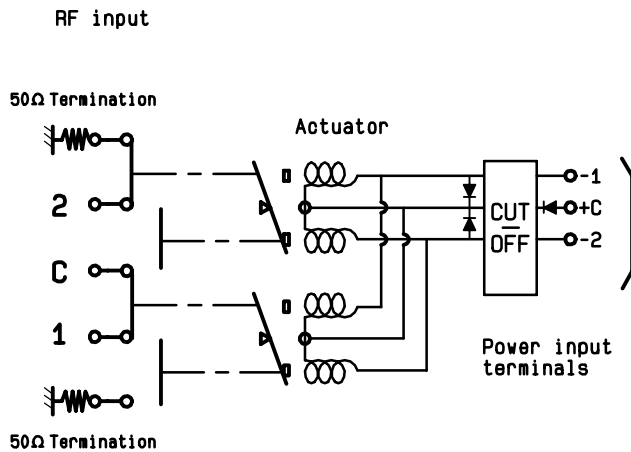 RF input
50Ω Termination
Actuator
2
C
1
50Ω Termination
CUT
OFF
-1
+C
-2
Power input
terminals